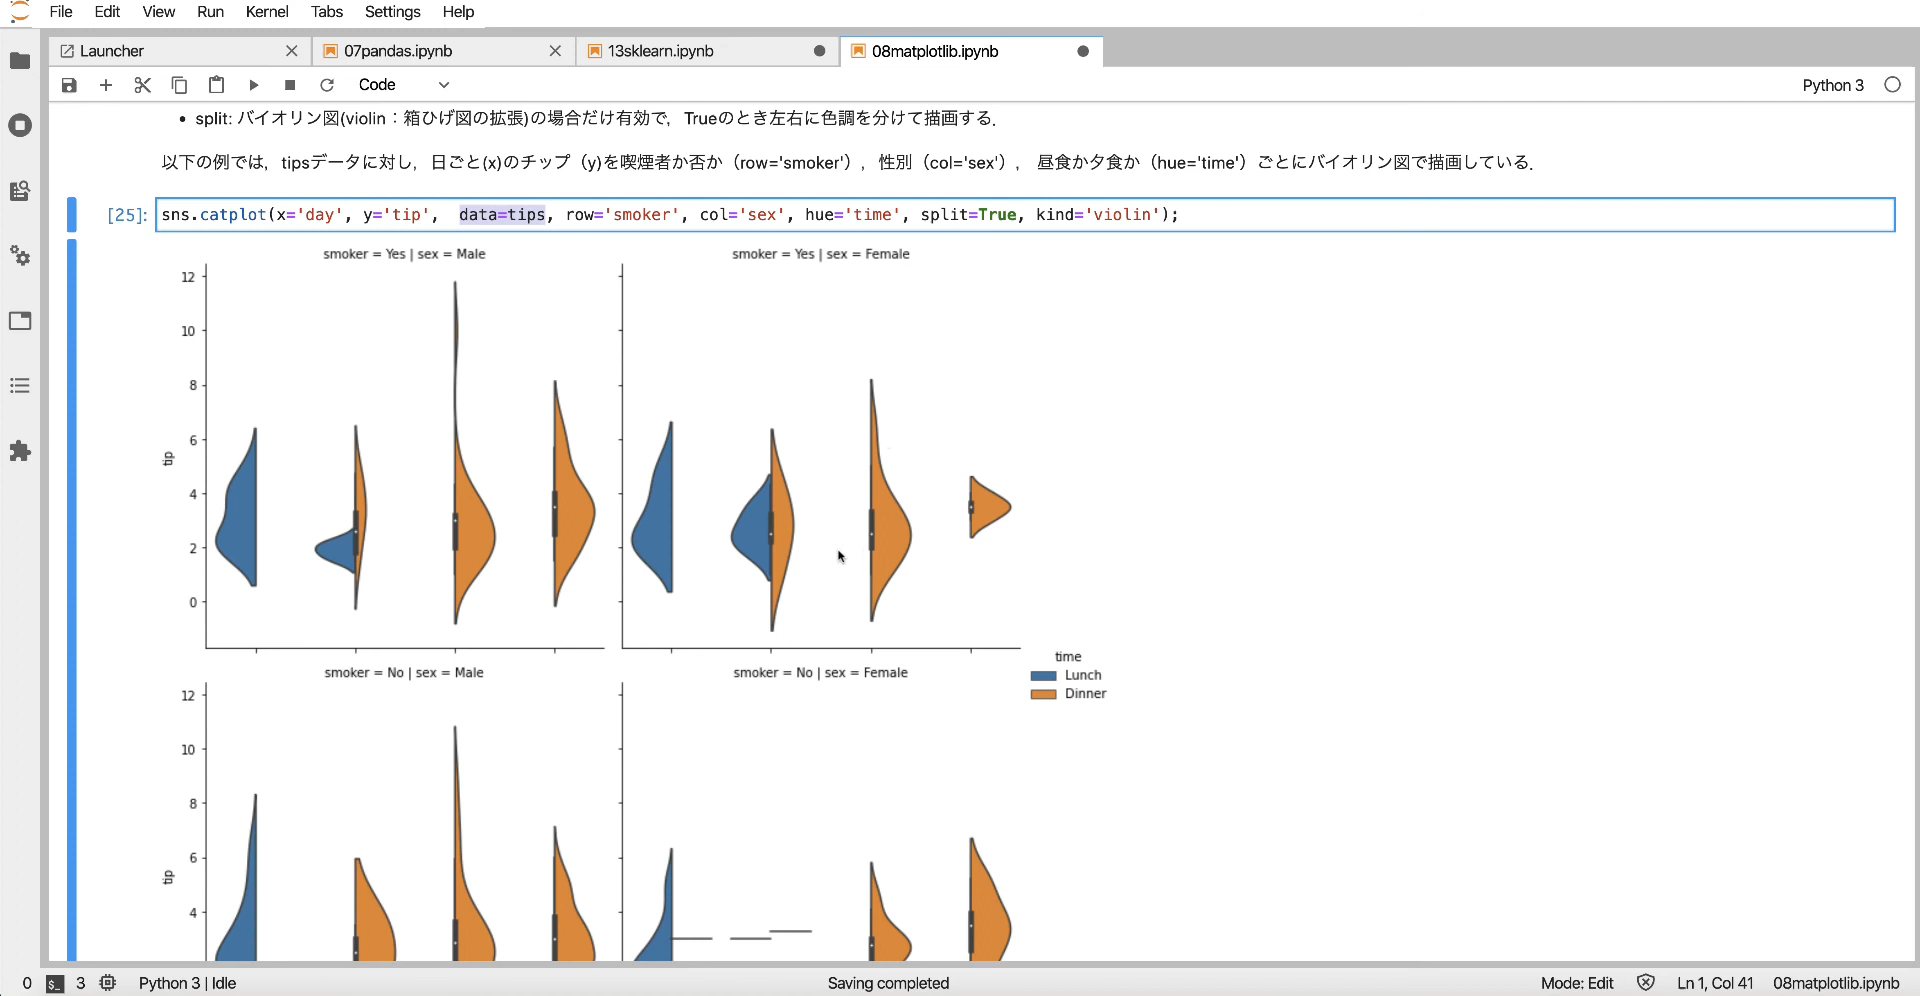 File Edit View Run Kernel Tabs Settings Help
Launcher 07pandas.ipynb 13sklearn.ipynb 08matplotlib.ipynb
Code Python 3
• split: バイオリン図(violin：箱ひげ図の拡張)の場合だけ有効で，Trueのとき左右に色調を分けて描画する．
以下の例では，tipsデータに対し，日ごと(x)のチップ（y)を喫煙者か否か（row='smoker'），性別（col='sex'）， 昼食か夕食か（hue='time'）ごとにバイオリン図で描画している．
[25]: sns.catplot(x='day', y='tip',  data=tips, row='smoker', col='sex', hue='time', split=True, kind='violin');
smoker = Yes | sex = Male smoker = Yes | sex = Female
12
10
8
6
tip
4
2
0
time
smoker = No | sex = Male smoker = No | sex = Female Lunch
Dinner
12
10
8
6
tip
4
0 $_ 3 Python 3 | Idle Saving completed Mode: Edit Ln 1, Col 41 08matplotlib.ipynb